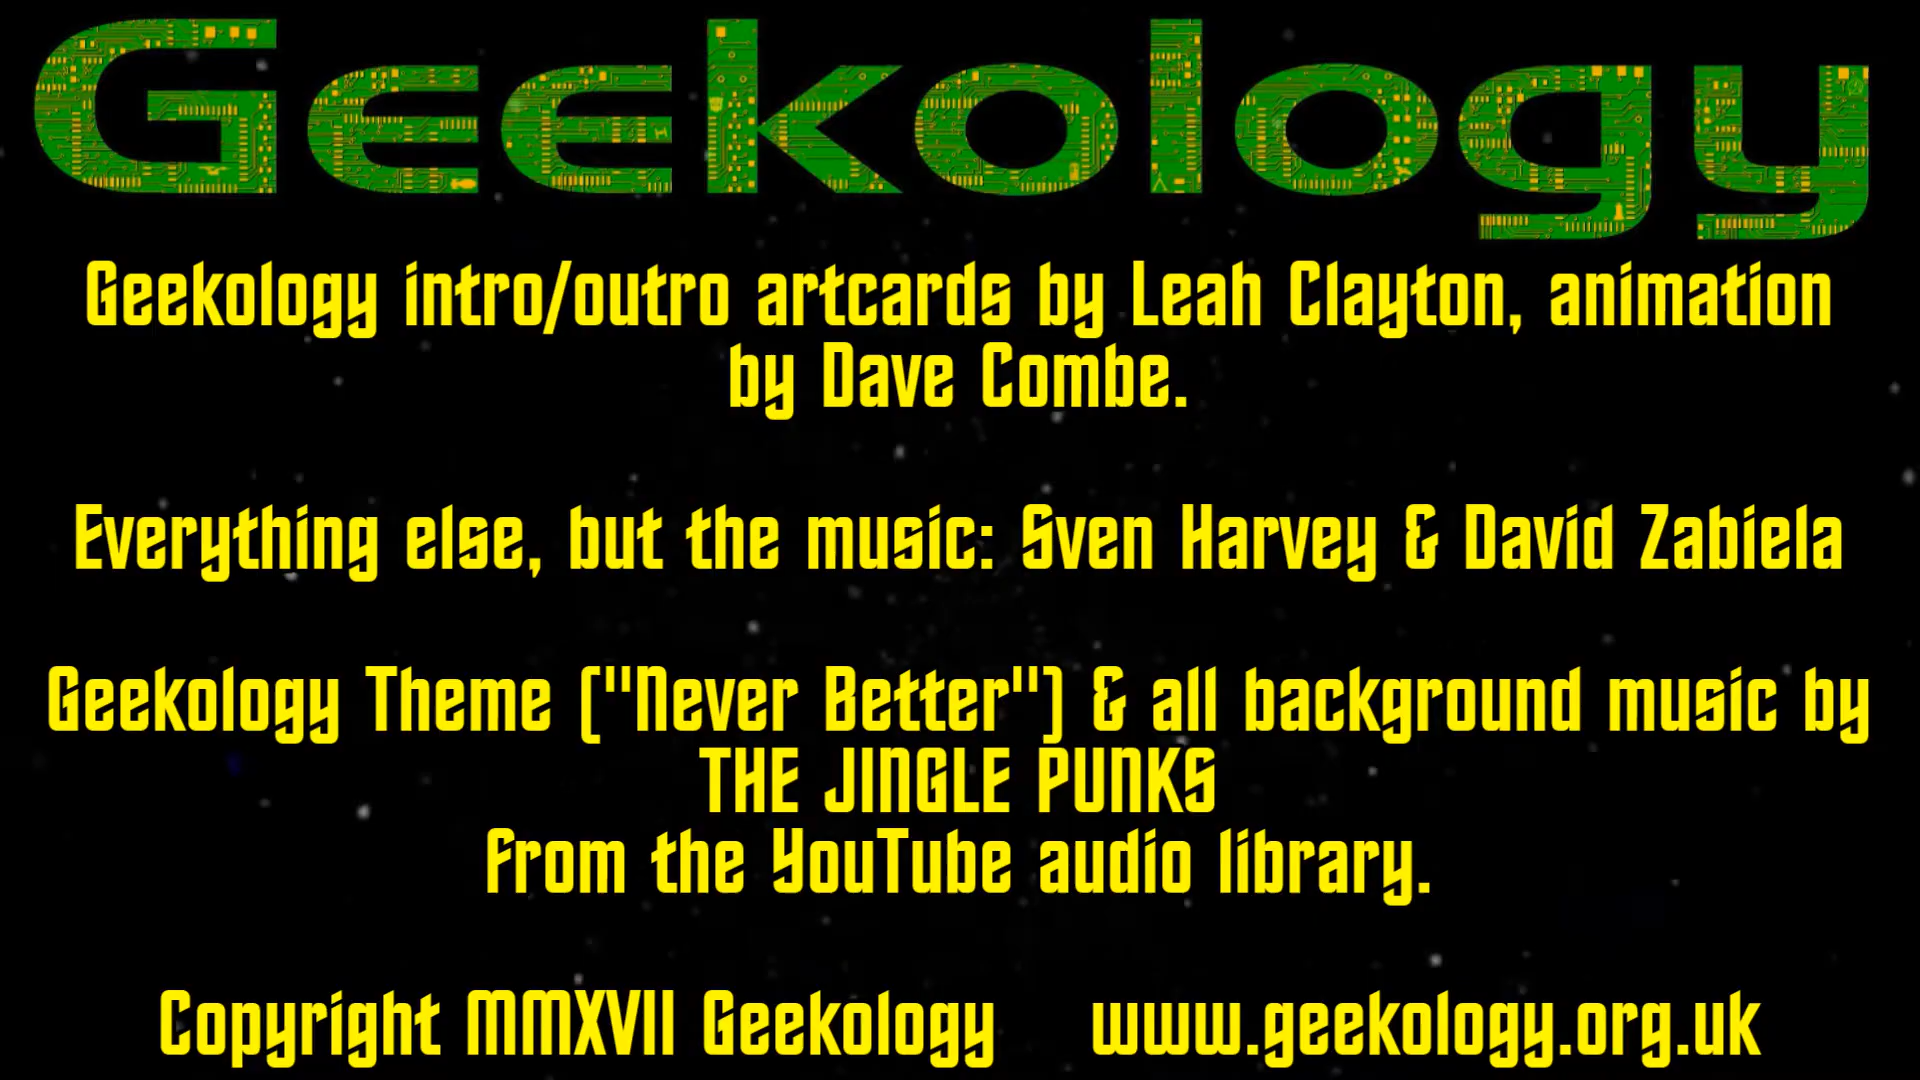 Geekology
Geekology intro/outro artcards by Leah Clayton, animation
by Dave Combe.
Everything else, but the music: Sven Harvey & David Zabiela
Geekology Theme ("Never Better") & all background music by
THE JINGLE PUNKS
from the YouTube audio library.
Copyright MMXVII Geekology www.geekology.org.uk